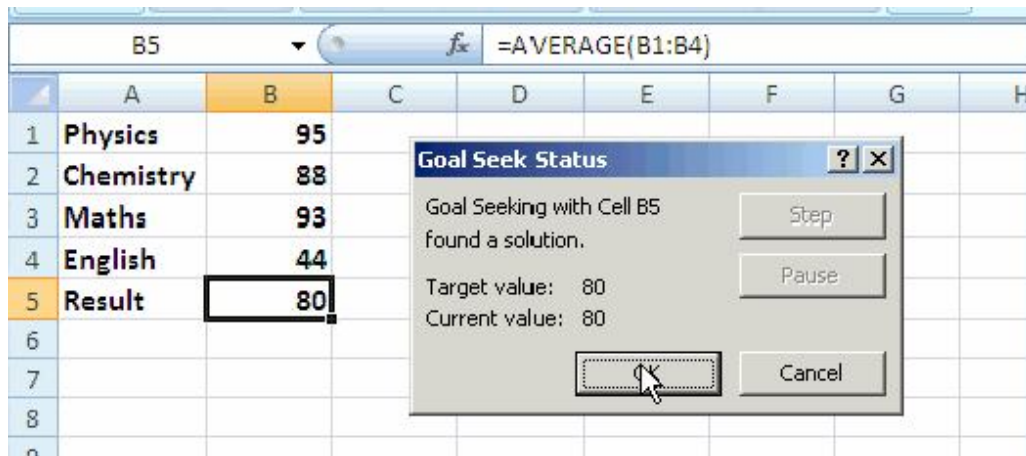 B5 fx =AVERAGE(B1:B4)
A B C D E F G H
1 Physics 95
2 Chemistry 88
3 Maths 93
4 English 44
5 Result 80
6
7
8
Goal Seek Status ? X
Goal Seeking with Cell B5
found a solution.
Target value: 80
Current value: 80
Step
Pause
OK Cancel